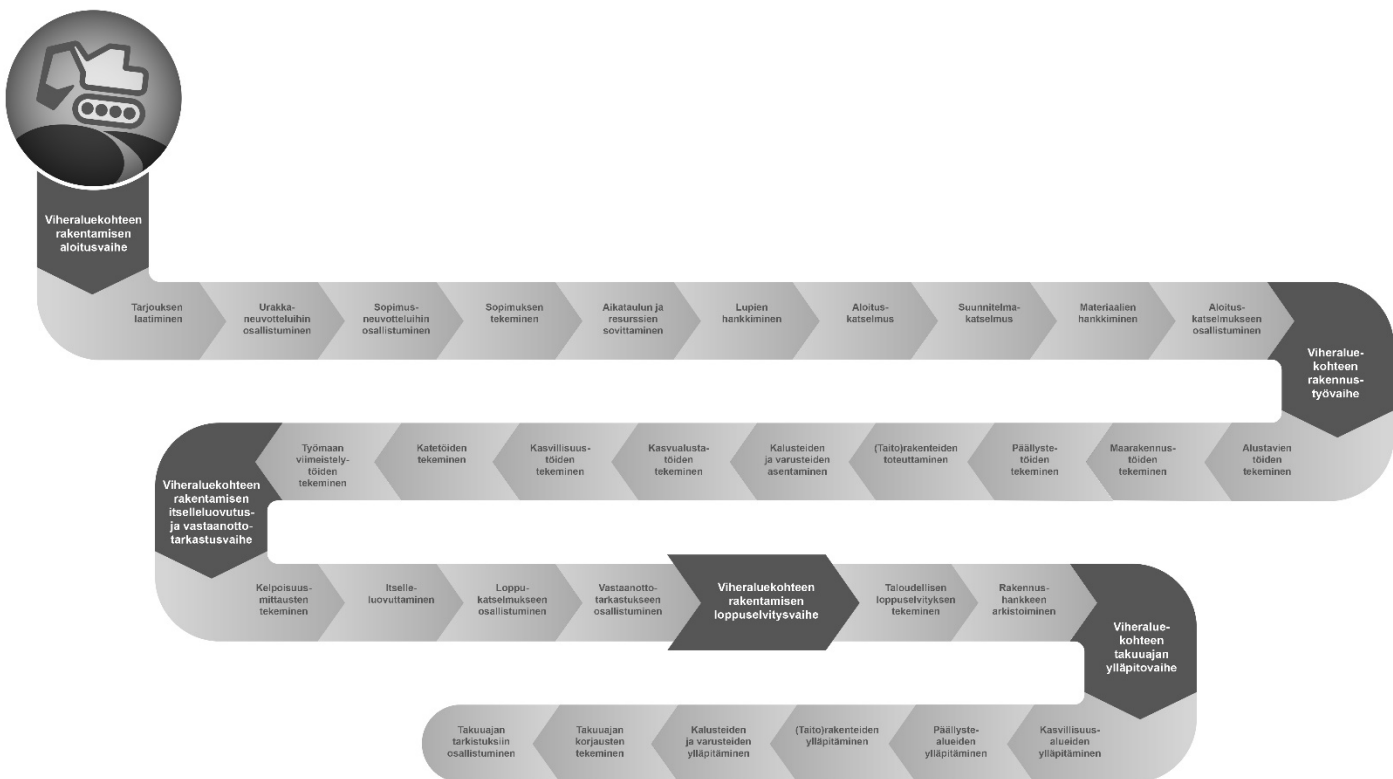 Viheraluekohteen
rakentamisen
aloitusvaihe
Tarjouksen
laatiminen
Urakka-
neuvotteluihin
osallistuminen
Sopimus-
neuvotteluihin
osallistuminen
Sopimuksen
tekeminen
Aikataulun ja
resurssien
sovittaminen
Lupien
hankkiminen
Aloitus-
katselmus
Suunnitelma-
katselmus
Materiaalien
hankkiminen
Aloitus-
katselmukseen
osallistuminen
Viheralue-
kohteen
rakennus-
työvaihe
Alustavien
töiden
tekeminen
Maarakennus-
töiden
tekeminen
Päällyste-
töiden
tekeminen
(Taito)rakenteiden
toteuttaminen
Kalusteiden
ja varusteiden
asentaminen
Kasvualusta-
töiden
tekeminen
Kasvillisuus-
töiden
tekeminen
Katetöiden
tekeminen
Työmaan
viimeistely-
töiden
tekeminen
Viheraluekohteen
rakentamisen
itselleluovutus-
ja vastaanotto-
tarkastusvaihe
Kelpoisuus-
mittausten
tekeminen
Itselle-
luovuttaminen
Loppu-
katselmukseen
osallistuminen
Vastaanotto-
tarkastukseen
osallistuminen
Viheraluekohteen
rakentamisen
loppuselvitysvaihe
Taloudellisen
loppuselvityksen
tekeminen
Rakennus-
hankkeen
arkistoiminen
Viheralue-
kohteen
takuuajan
ylläpitovaihe
Kasvillisuus-
alueiden
ylläpitäminen
Päällyste-
alueiden
ylläpitäminen
(Taito)rakenteiden
ylläpitäminen
Kalusteiden
ja varusteiden
ylläpitäminen
Takuuajan
korjausten
tekeminen
Takuuajan
tarkistuksiin
osallistuminen